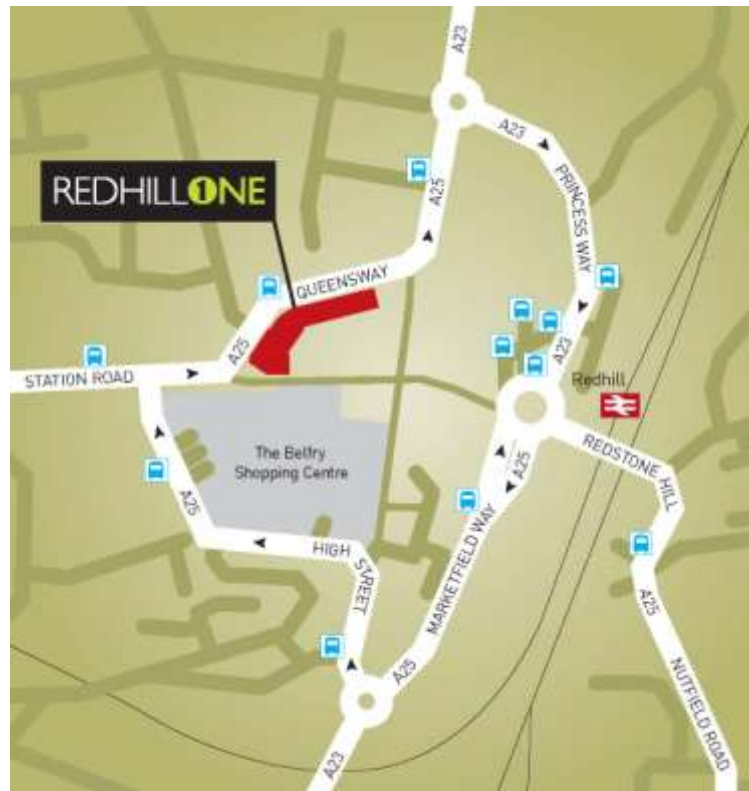 A23
A23
PRINCESS WAY
A25
REDHILL1NE
QUEENSWAY
A25
A23
STATION ROAD
Redhill
The Belfry
Shopping Centre
REDSTONE HILL
A25
A25
HIGH STREET
MARKETFIELD WAY
A25
A25
NUTFIELD ROAD
A23